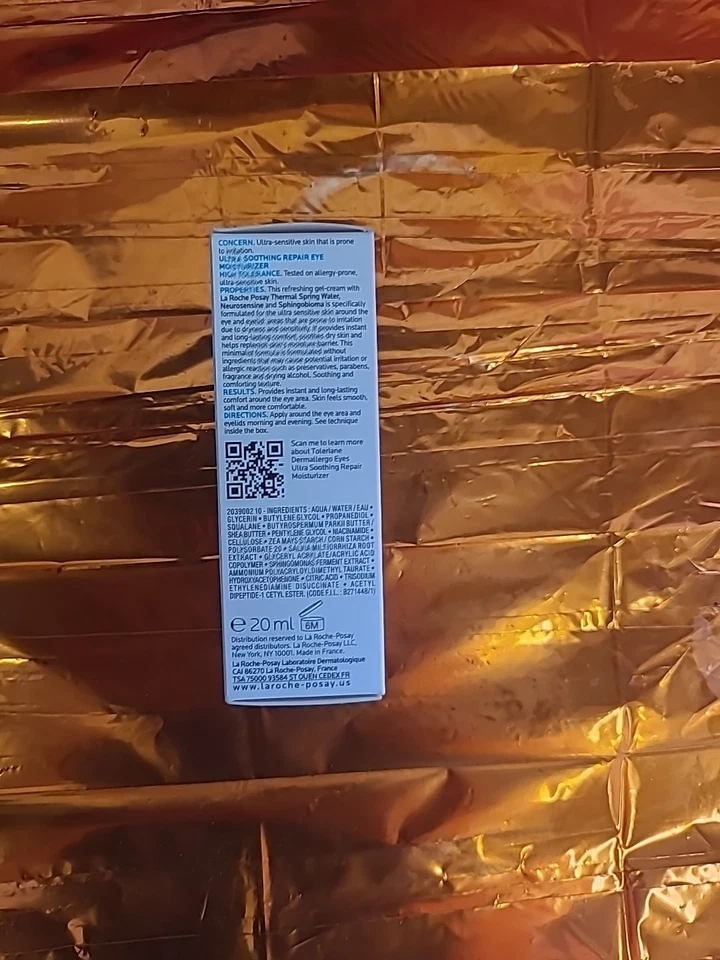 CONCERN. Ultra-sensitive skin that is prone
to irritation.
ULTRA SOOTHING REPAIR EYE
MOISTURIZER
HIGH TOLERANCE. Tested on allergy-prone,
ultra-sensitive skin.
PROPERTIES. This refreshing gel-cream with
La Roche Posay Thermal Spring Water,
Neurosensine and Sphingobioma is specifically
formulated for the ultra sensitive skin around the
eye and eyelid areas that are prone to irritation
due to dryness and sensitivity. It provides instant
and long-lasting comfort, soothes dry skin and
helps replenish skin's moisture barrier. This
minimalist formula is formulated without
ingredients that may cause potential irritation or
allergic reaction such as preservatives, parabens,
fragrance and drying alcohol. Soothing and
comforting texture.
RESULTS. Provides instant and long-lasting
comfort around the eye area. Skin feels smooth,
soft and more comfortable.
DIRECTIONS. Apply around the eye area and
eyelids morning and evening. See technique
inside the box.
Scan me to learn more
about Toleriane
Dermallergo Eyes
Ultra Soothing Repair
Moisturizer
2039002 10 - INGREDIENTS : AQUA / WATER / EAU •
GLYCERIN • BUTYLENE GLYCOL • PROPANEDIOL •
SQUALANE • BUTYROSPERMUM PARKII BUTTER /
SHEA BUTTER • PENTYLENE GLYCOL • NIACINAMIDE •
CELLULOSE • ZEA MAYS STARCH / CORN STARCH •
POLYSORBATE 20 • SALVIA MILTIORRHIZA ROOT
EXTRACT • GLYCERYL ACRYLATE/ACRYLIC ACID
COPOLYMER • SPHINGOMONAS FERMENT EXTRACT •
AMMONIUM POLYACRYLOYLDIMETHYL TAURATE •
HYDROXYACETOPHENONE • CITRIC ACID • TRISODIUM
ETHYLENEDIAMINE DISUCCINATE • ACETYL
DIPEPTIDE-1 CETYL ESTER. (CODE F.I.L. : B271448/1)
e 20 ml 6M
Distribution reserved to La Roche-Posay
agreed distributors. La Roche-Posay LLC,
New York, NY 10001. Made in France.
La Roche-Posay Laboratoire Dermatologique
CAI 86270 La Roche-Posay, France
TSA 75000 93584 ST OUEN CEDEX FR
www.laroche-posay.us